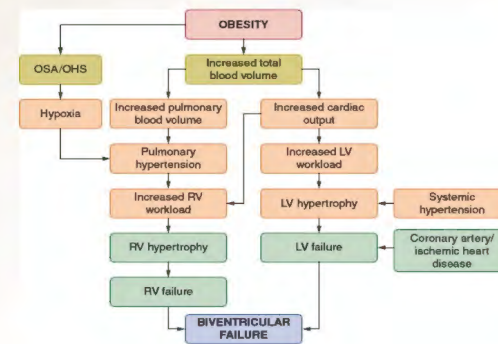 OBESITY
OSA/OHS
Increased total
blood volume
Hypoxia
Increased pulmonary
blood volume
Increased cardiac
output
Pulmonary
hypertension
Increased LV
workload
Increased RV
workload
LV hypertrophy
Systemic
hypertension
RV hypertrophy
LV failure
Coronary artery/
ischemic heart
disease
RV failure
BIVENTRICULAR
FAILURE